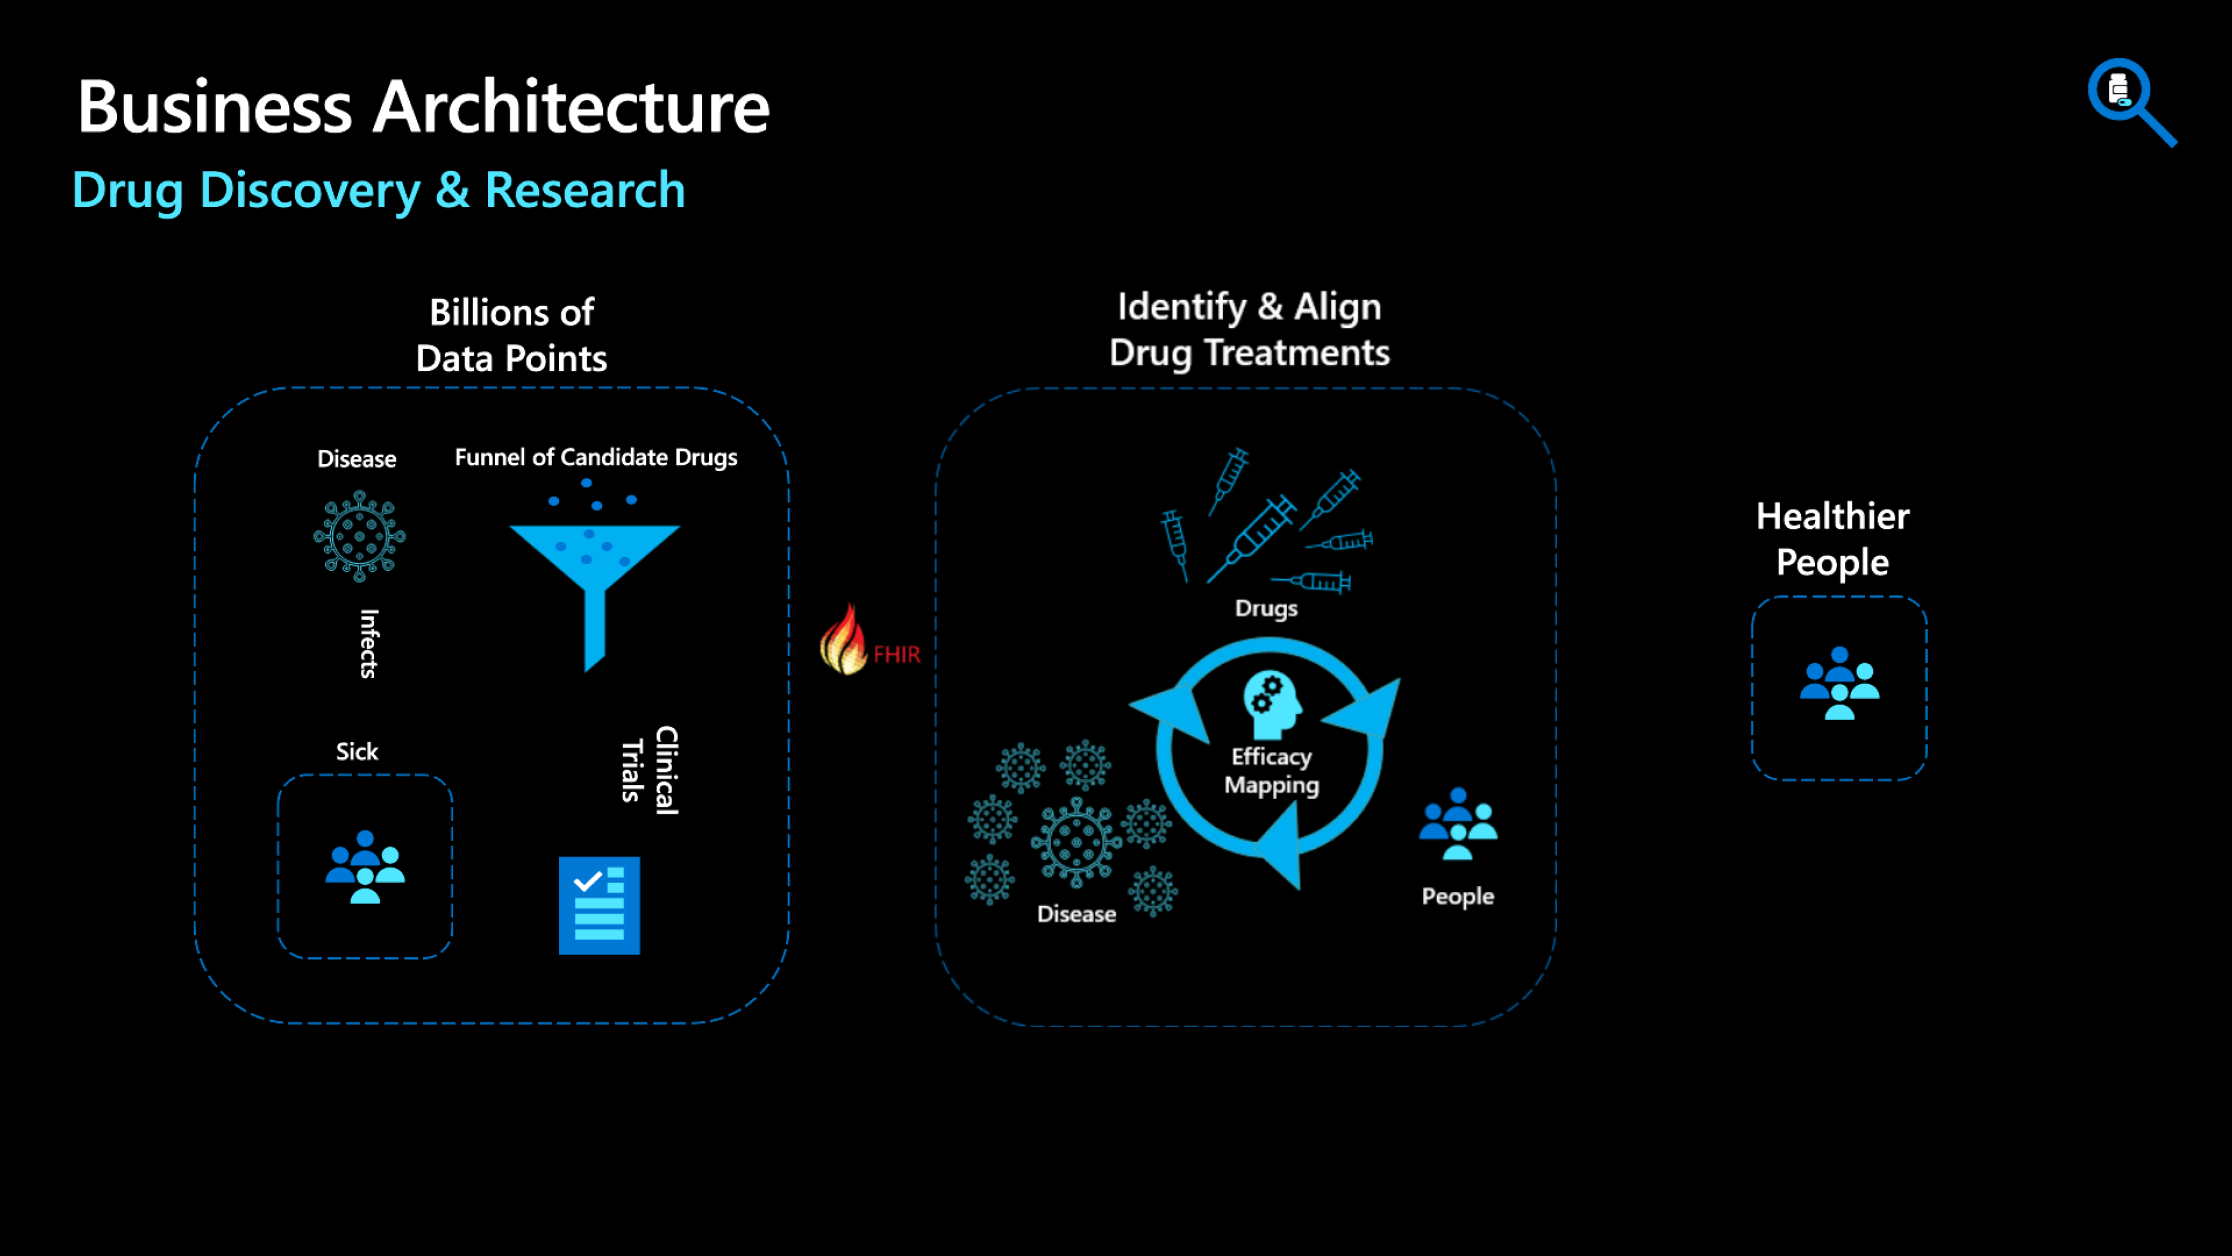 Business Architecture
Drug Discovery & Research
Billions of
Data Points
Disease
Funnel of Candidate Drugs
Infects
Sick
Clinical
Trials
FHIR
Identify & Align
Drug Treatments
Drugs
Efficacy
Mapping
Disease
People
Healthier
People